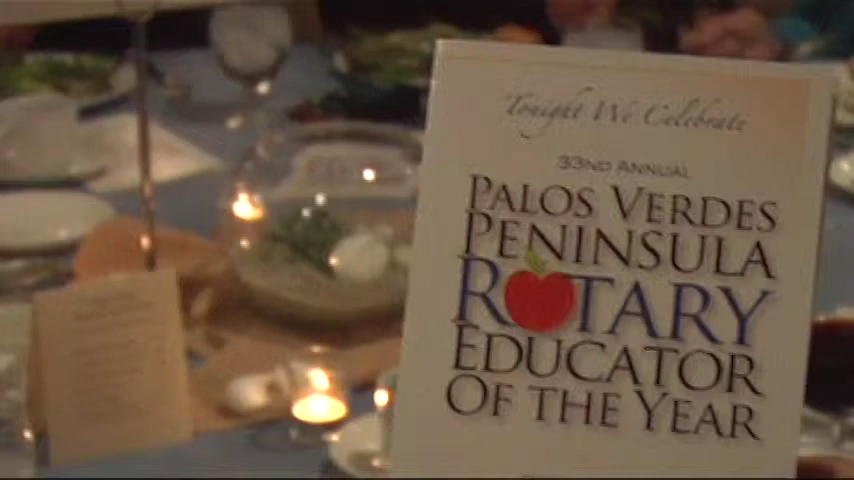 Tonight We Celebrate
33ND ANNUAL
PALOS VERDES
PENINSULA
ROTARY
EDUCATOR
OF THE YEAR